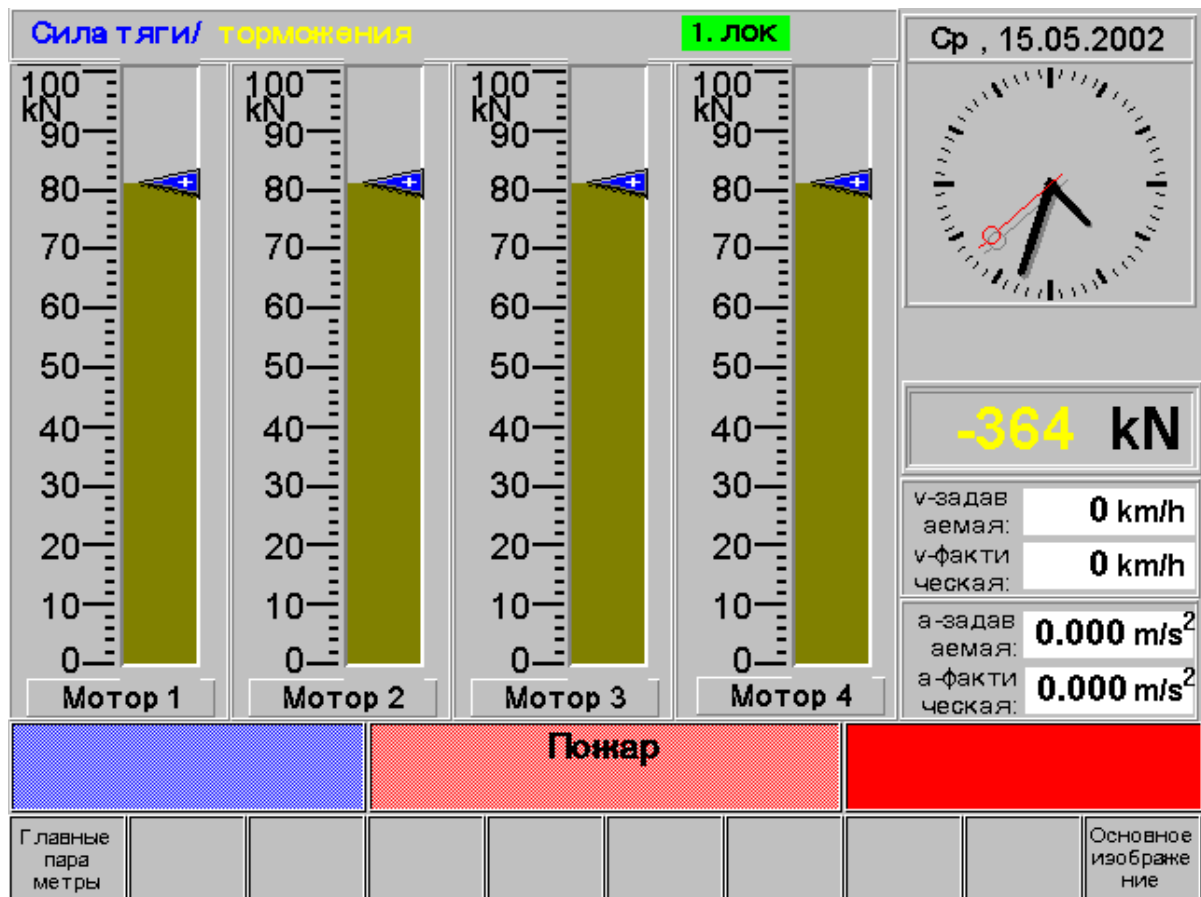 Сила тяги/ торможения
1. лок
Ср , 15.05.2002
100
kN
90
80
70
60
50
40
30
20
10
0
Мотор 1
100
kN
90
80
70
60
50
40
30
20
10
0
Мотор 2
100
kN
90
80
70
60
50
40
30
20
10
0
Мотор 3
100
kN
90
80
70
60
50
40
30
20
10
0
Мотор 4
-364 kN
v-задав
аемая:
0 km/h
v-факти
ческая:
0 km/h
а-задав
аемая:
0.000 m/s²
а-факти
ческая:
0.000 m/s²
Пожар
Главные
пара
метры
Основное
изображе
ние